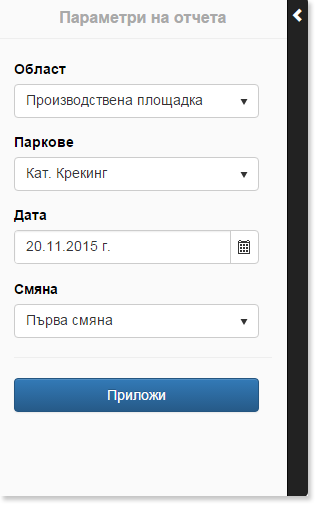 Параметри на отчета
Област
Производствена площадка
Паркове
Кат. Крекинг
Дата
20.11.2015 г.
Смяна
Първа смяна
Приложи